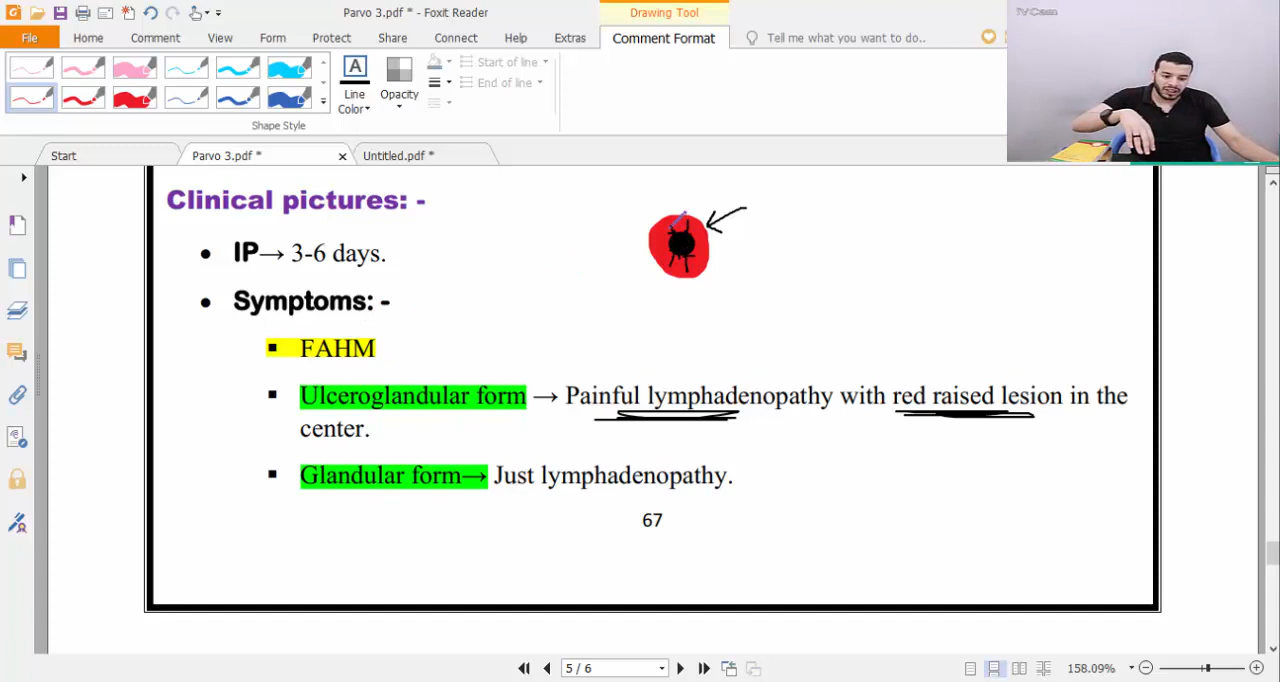 Parvo 3.pdf * - Foxit Reader
Drawing Tool
iVCam
File Home Comment View Form Protect Share Connect Help Extras Comment Format Tell me what you want to do..
Line Color
Opacity
Start of line
End of line
Shape Style
Start
Parvo 3.pdf *
Untitled.pdf *
Clinical pictures: -
• IP→ 3-6 days.
• Symptoms: -
▪ FAHM
▪ Ulceroglandular form → Painful lymphadenopathy with red raised lesion in the
center.
▪ Glandular form→ Just lymphadenopathy.
67
5 / 6
158.09%